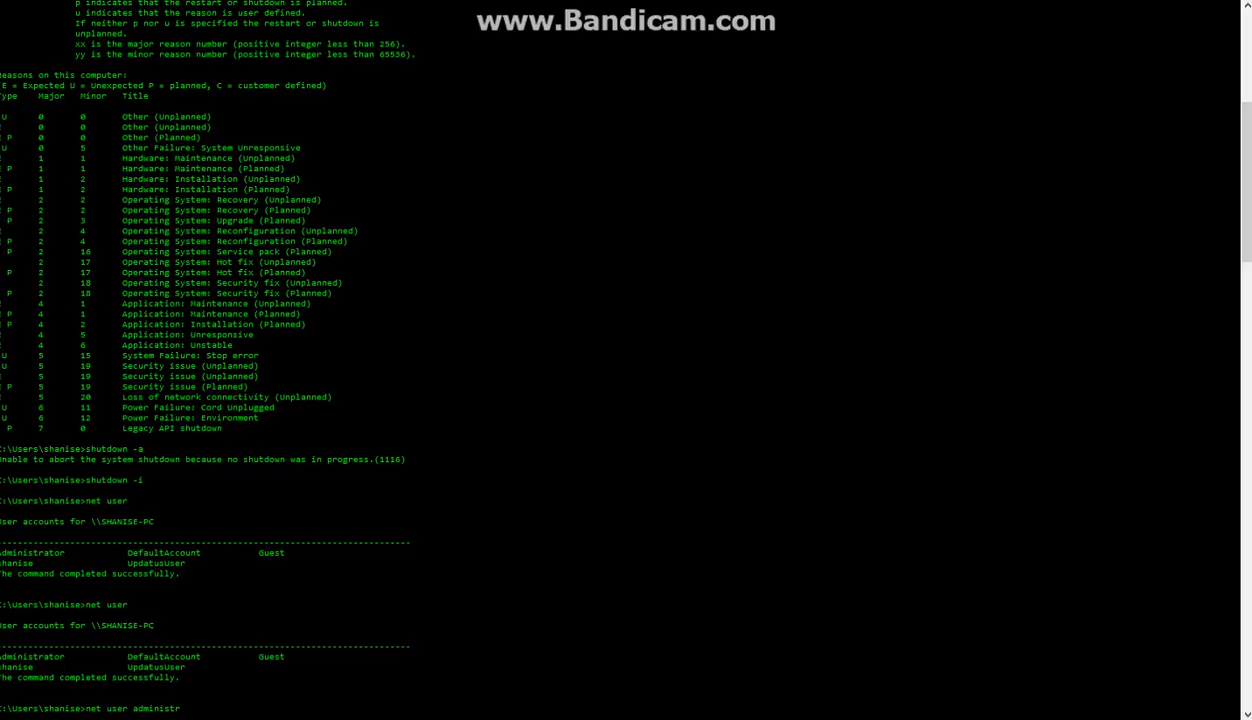 p indicates that the restart or shutdown is planned.
u indicates that the reason is user defined.
If neither p nor u is specified the restart or shutdown is
unplanned.
xx is the major reason number (positive integer less than 256).
yy is the minor reason number (positive integer less than 65536).
www.Bandicam.com
Reasons on this computer:
E = Expected U = Unexpected P = planned, C = customer defined)
Type Major Minor Title
U 0 0 Other (Unplanned)
0 0 Other (Unplanned)
P 0 0 Other (Planned)
U 0 5 Other Failure: System Unresponsive
1 1 Hardware: Maintenance (Unplanned)
P 1 1 Hardware: Maintenance (Planned)
1 2 Hardware: Installation (Unplanned)
P 1 2 Hardware: Installation (Planned)
2 2 Operating System: Recovery (Unplanned)
P 2 2 Operating System: Recovery (Planned)
P 2 3 Operating System: Upgrade (Planned)
2 4 Operating System: Reconfiguration (Unplanned)
P 2 4 Operating System: Reconfiguration (Planned)
P 2 16 Operating System: Service pack (Planned)
2 17 Operating System: Hot fix (Unplanned)
P 2 17 Operating System: Hot fix (Planned)
2 18 Operating System: Security fix (Unplanned)
P 2 18 Operating System: Security fix (Planned)
4 1 Application: Maintenance (Unplanned)
P 4 1 Application: Maintenance (Planned)
P 4 2 Application: Installation (Planned)
4 5 Application: Unresponsive
4 6 Application: Unstable
U 5 15 System Failure: Stop error
U 5 19 Security issue (Unplanned)
5 19 Security issue (Unplanned)
E P 5 19 Security issue (Planned)
5 20 Loss of network connectivity (Unplanned)
U 6 11 Power Failure: Cord Unplugged
U 6 12 Power Failure: Environment
P 7 0 Legacy API shutdown
C:\Users\shanise>shutdown -a
Unable to abort the system shutdown because no shutdown was in progress.(1116)
C:\Users\shanise>shutdown -i
C:\Users\shanise>net user
User accounts for \\SHANISE-PC
-------------------------------------------------------------------------------
Administrator DefaultAccount Guest
shanise UpdatusUser
The command completed successfully.
C:\Users\shanise>net user
User accounts for \\SHANISE-PC
-------------------------------------------------------------------------------
Administrator DefaultAccount Guest
shanise UpdatusUser
The command completed successfully.
C:\Users\shanise>net user administr